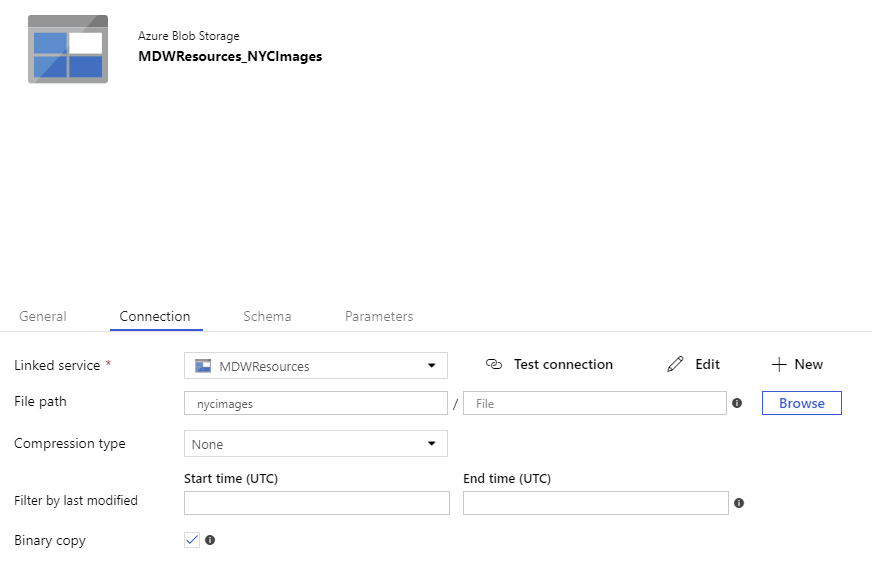 Azure Blob Storage
MDWResources_NYCImages
General Connection Schema Parameters
Linked service * MDWResources Test connection Edit New
File path nycimages / File Browse
Compression type None
Start time (UTC) End time (UTC)
Filter by last modified
Binary copy